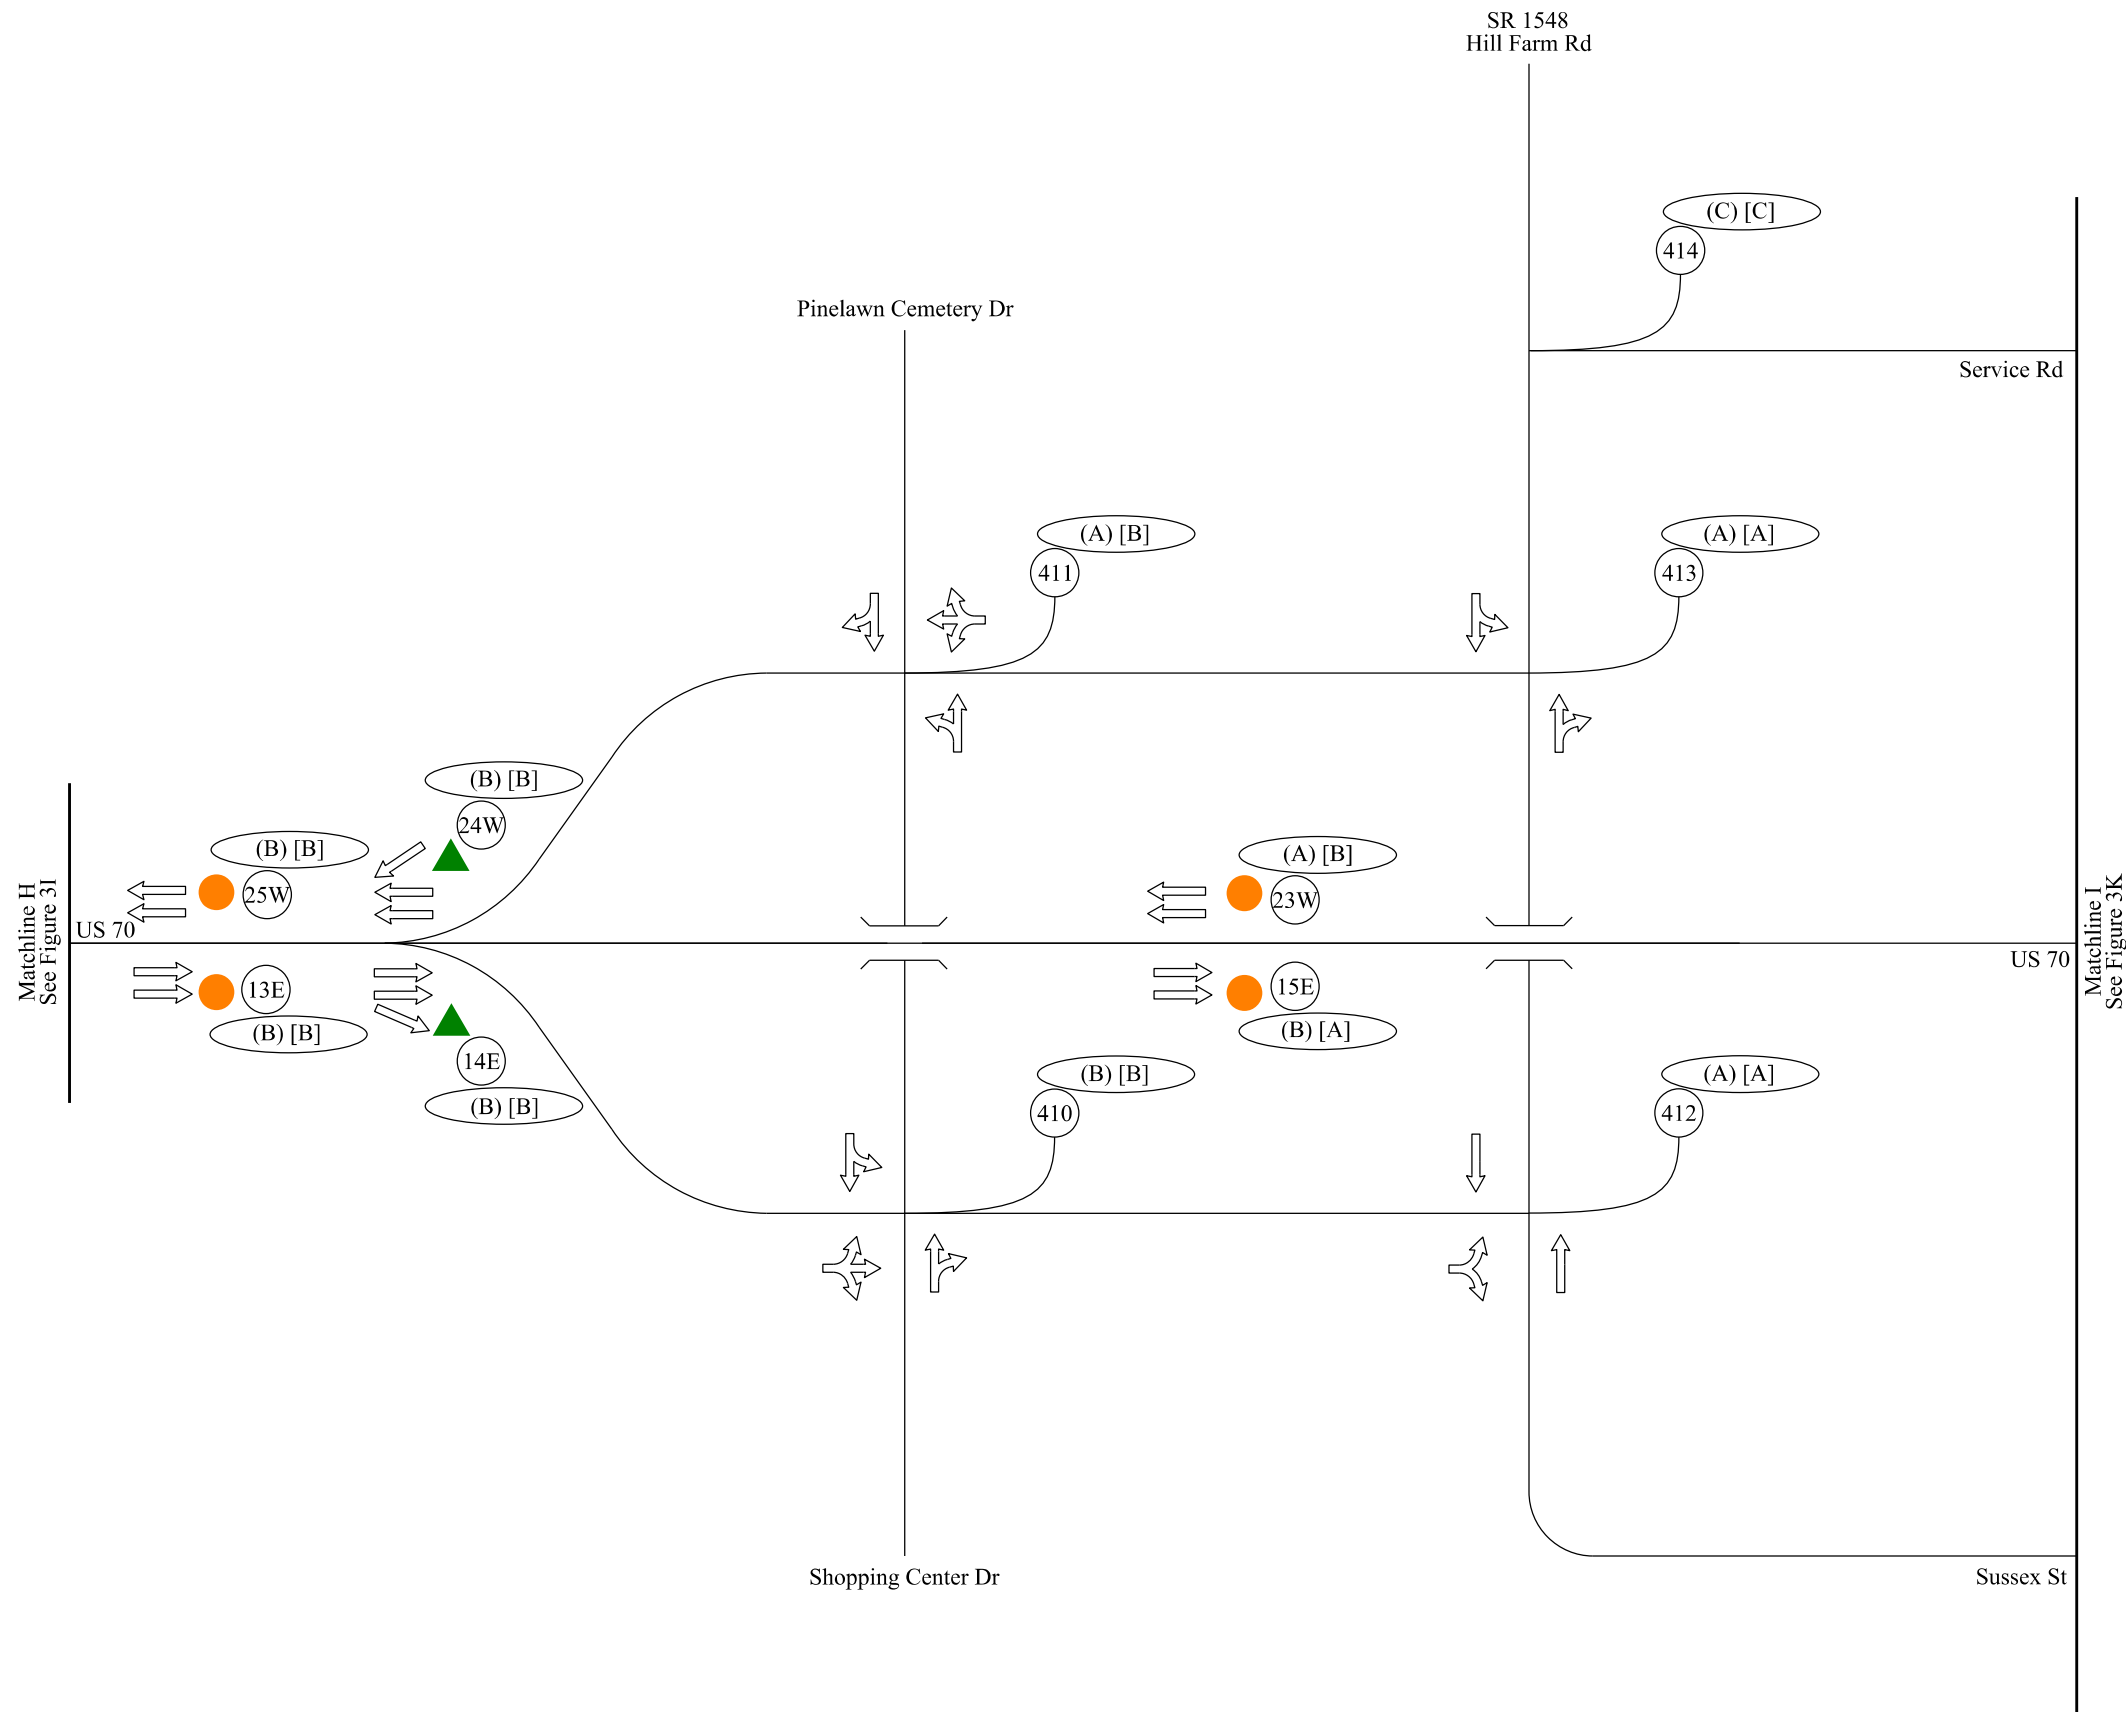 SR 1548
Hill Farm Rd
(C) [C]
414
Pinelawn Cemetery Dr
Service Rd
(A) [B]
411
(A) [A]
413
(B) [B]
24W
(B) [B]
25W
(A) [B]
23W
Matchline H
See Figure 3I
US 70
Matchline I
See Figure 3K
US 70
13E
(B) [B]
15E
(B) [A]
14E
(B) [B]
(B) [B]
410
(A) [A]
412
Shopping Center Dr
Sussex St